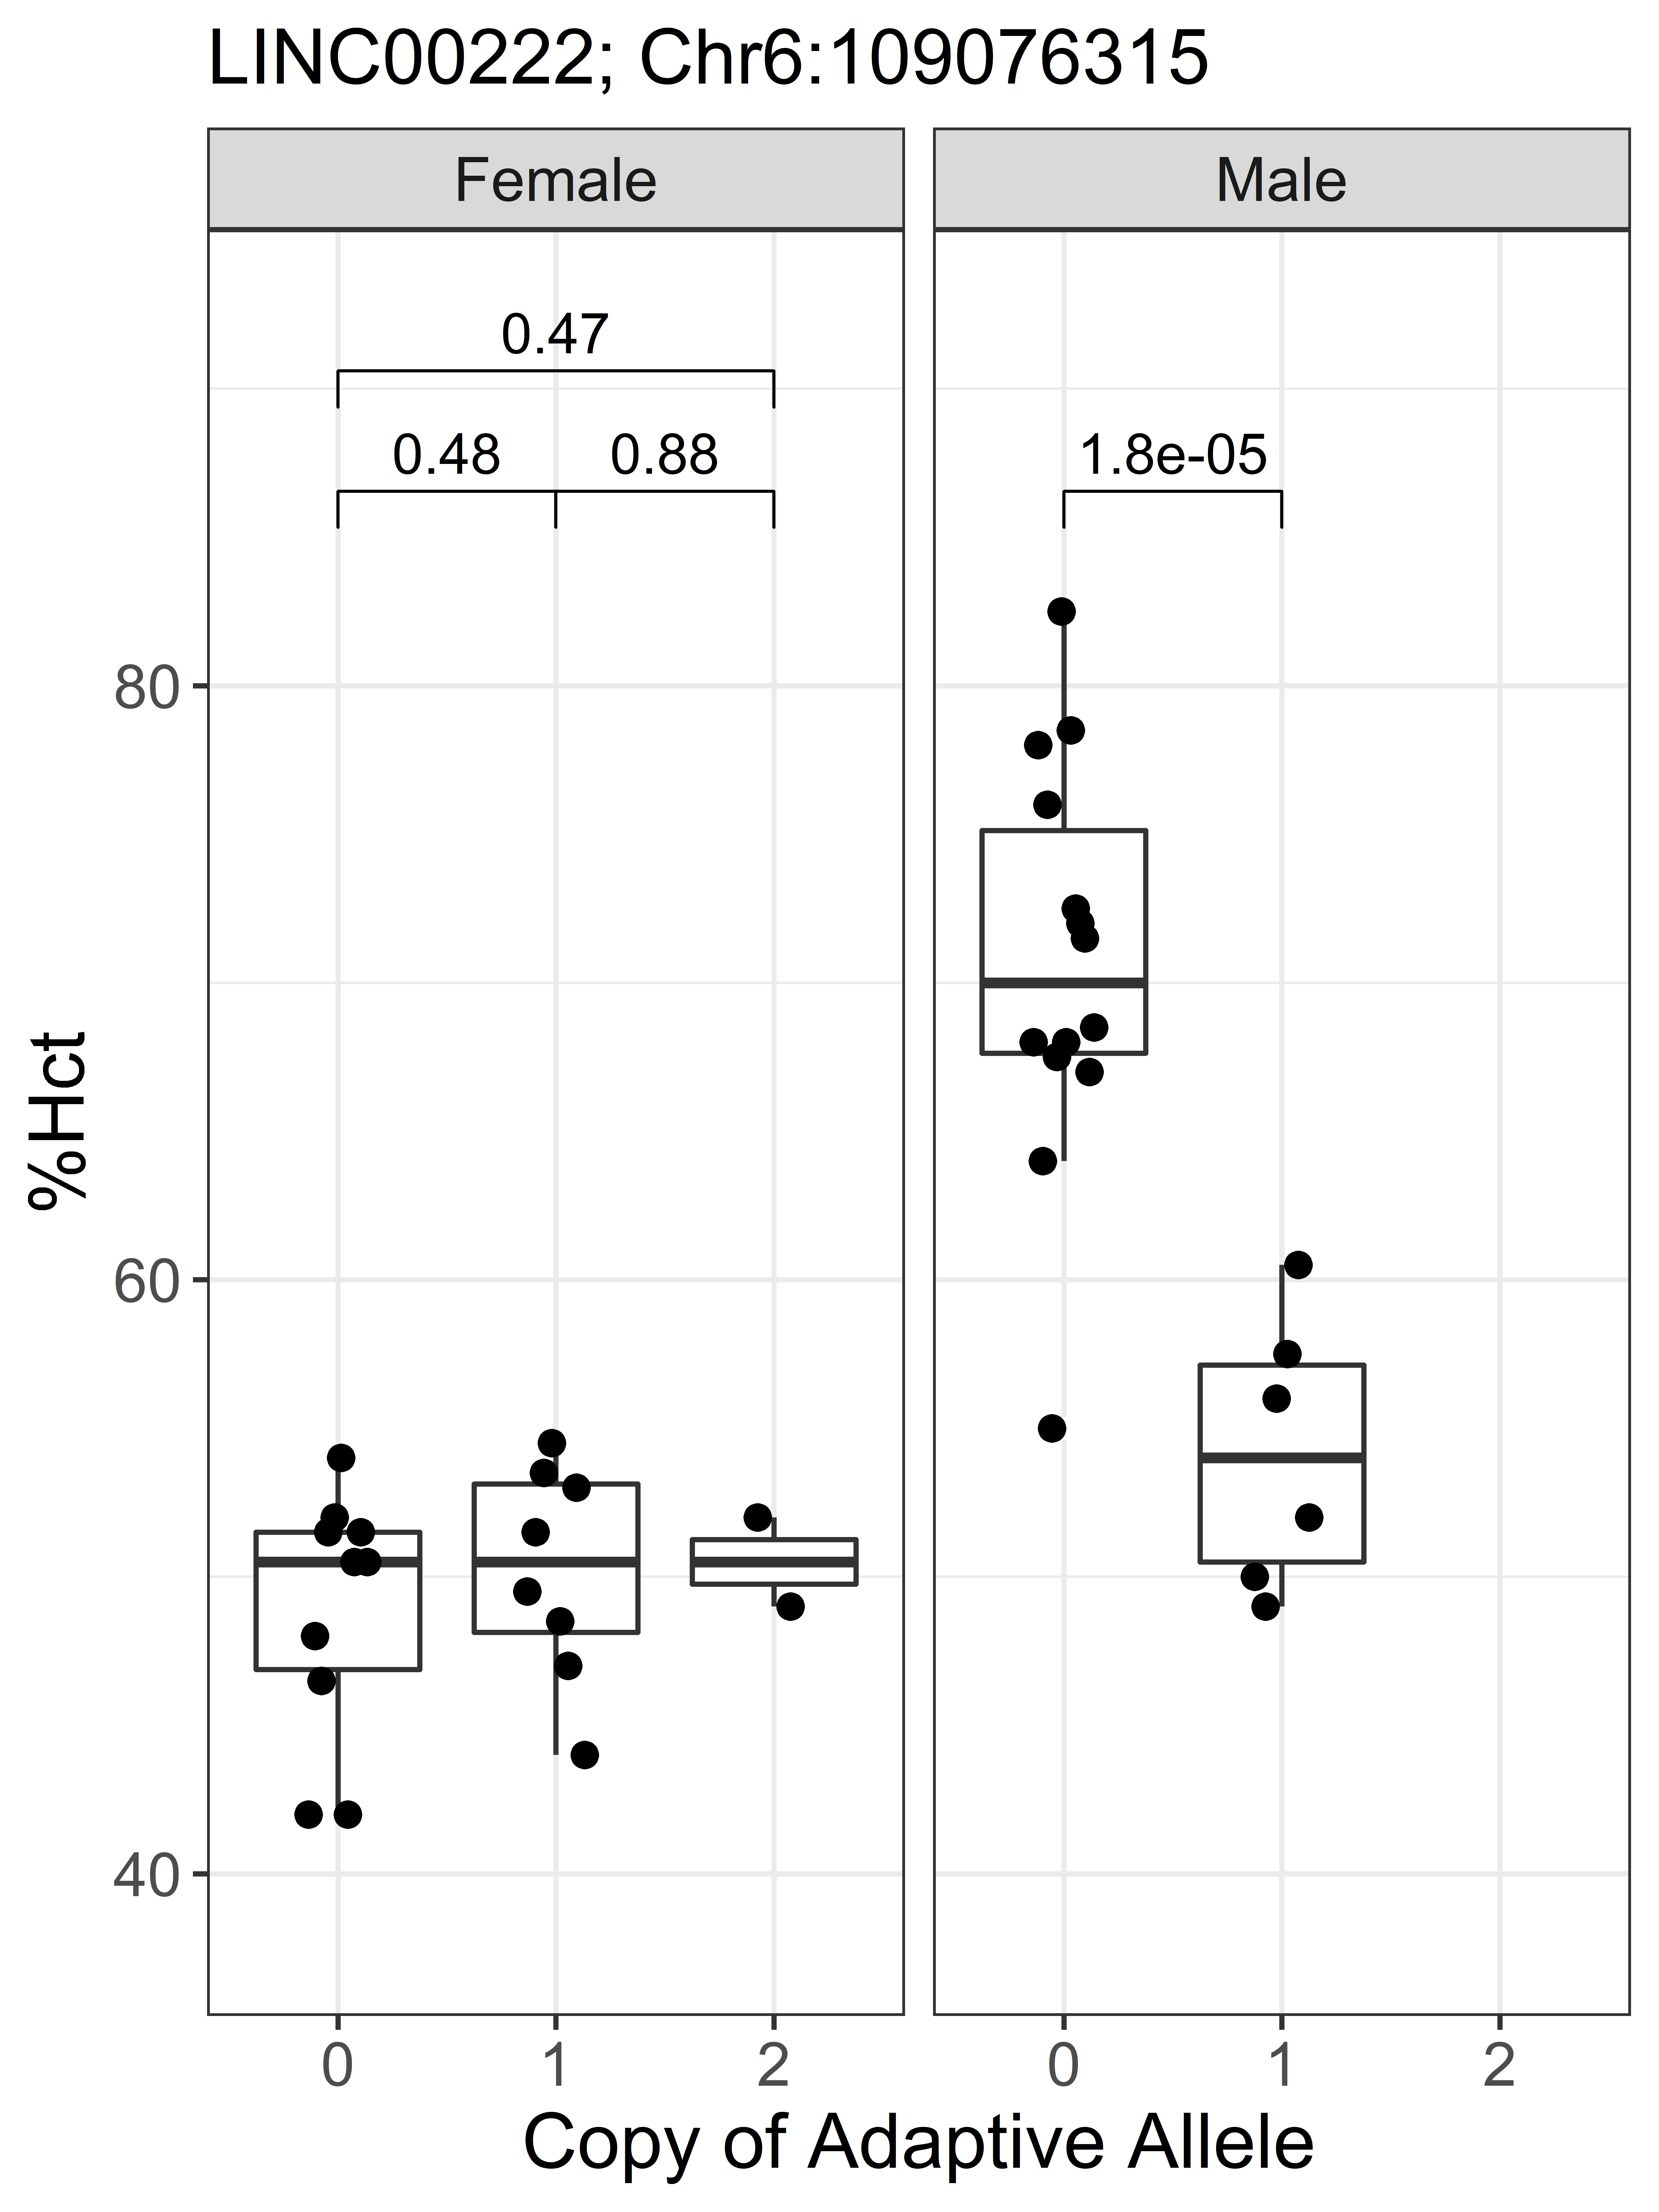 LINC00222; Chr6:109076315
Female
Male
0.47
0.48
0.88
1.8e-05
80
60
40
%Hct
0 1 2
0 1 2
Copy of Adaptive Allele